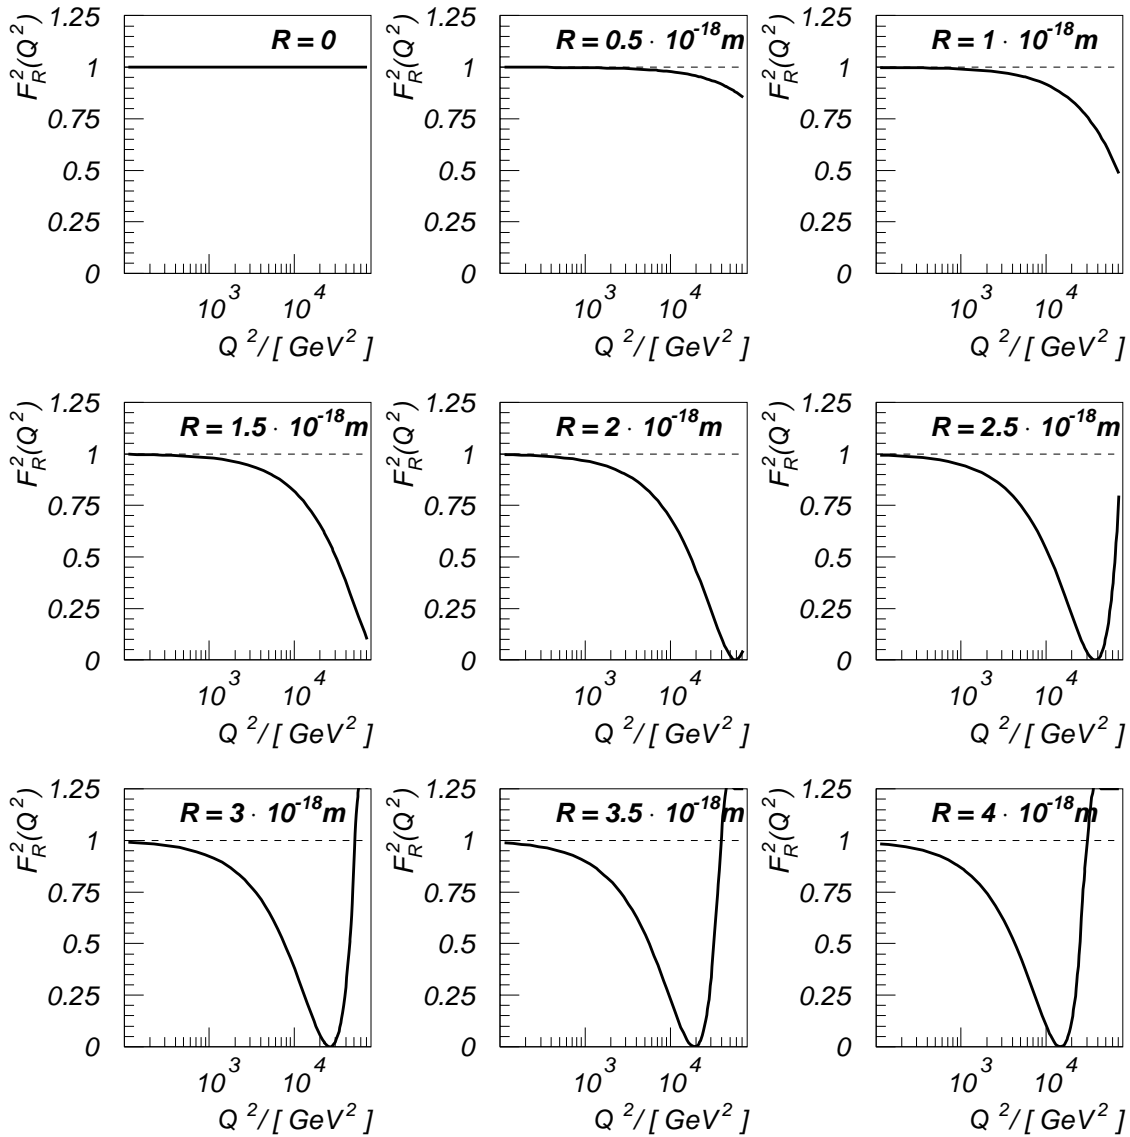 F_R^2(Q^2)
1.25
1
0.75
0.5
0.25
0
R = 0
10^3 10^4
Q^2/[GeV^2]
F_R^2(Q^2)
1.25
1
0.75
0.5
0.25
0
R = 0.5 · 10^-18 m
10^3 10^4
Q^2/[GeV^2]
F_R^2(Q^2)
1.25
1
0.75
0.5
0.25
0
R = 1 · 10^-18 m
10^3 10^4
Q^2/[GeV^2]
F_R^2(Q^2)
1.25
1
0.75
0.5
0.25
0
R = 1.5 · 10^-18 m
10^3 10^4
Q^2/[GeV^2]
F_R^2(Q^2)
1.25
1
0.75
0.5
0.25
0
R = 2 · 10^-18 m
10^3 10^4
Q^2/[GeV^2]
F_R^2(Q^2)
1.25
1
0.75
0.5
0.25
0
R = 2.5 · 10^-18 m
10^3 10^4
Q^2/[GeV^2]
F_R^2(Q^2)
1.25
1
0.75
0.5
0.25
0
R = 3 · 10^-18 m
10^3 10^4
Q^2/[GeV^2]
F_R^2(Q^2)
1.25
1
0.75
0.5
0.25
0
R = 3.5 · 10^-18 m
10^3 10^4
Q^2/[GeV^2]
F_R^2(Q^2)
1.25
1
0.75
0.5
0.25
0
R = 4 · 10^-18 m
10^3 10^4
Q^2/[GeV^2]